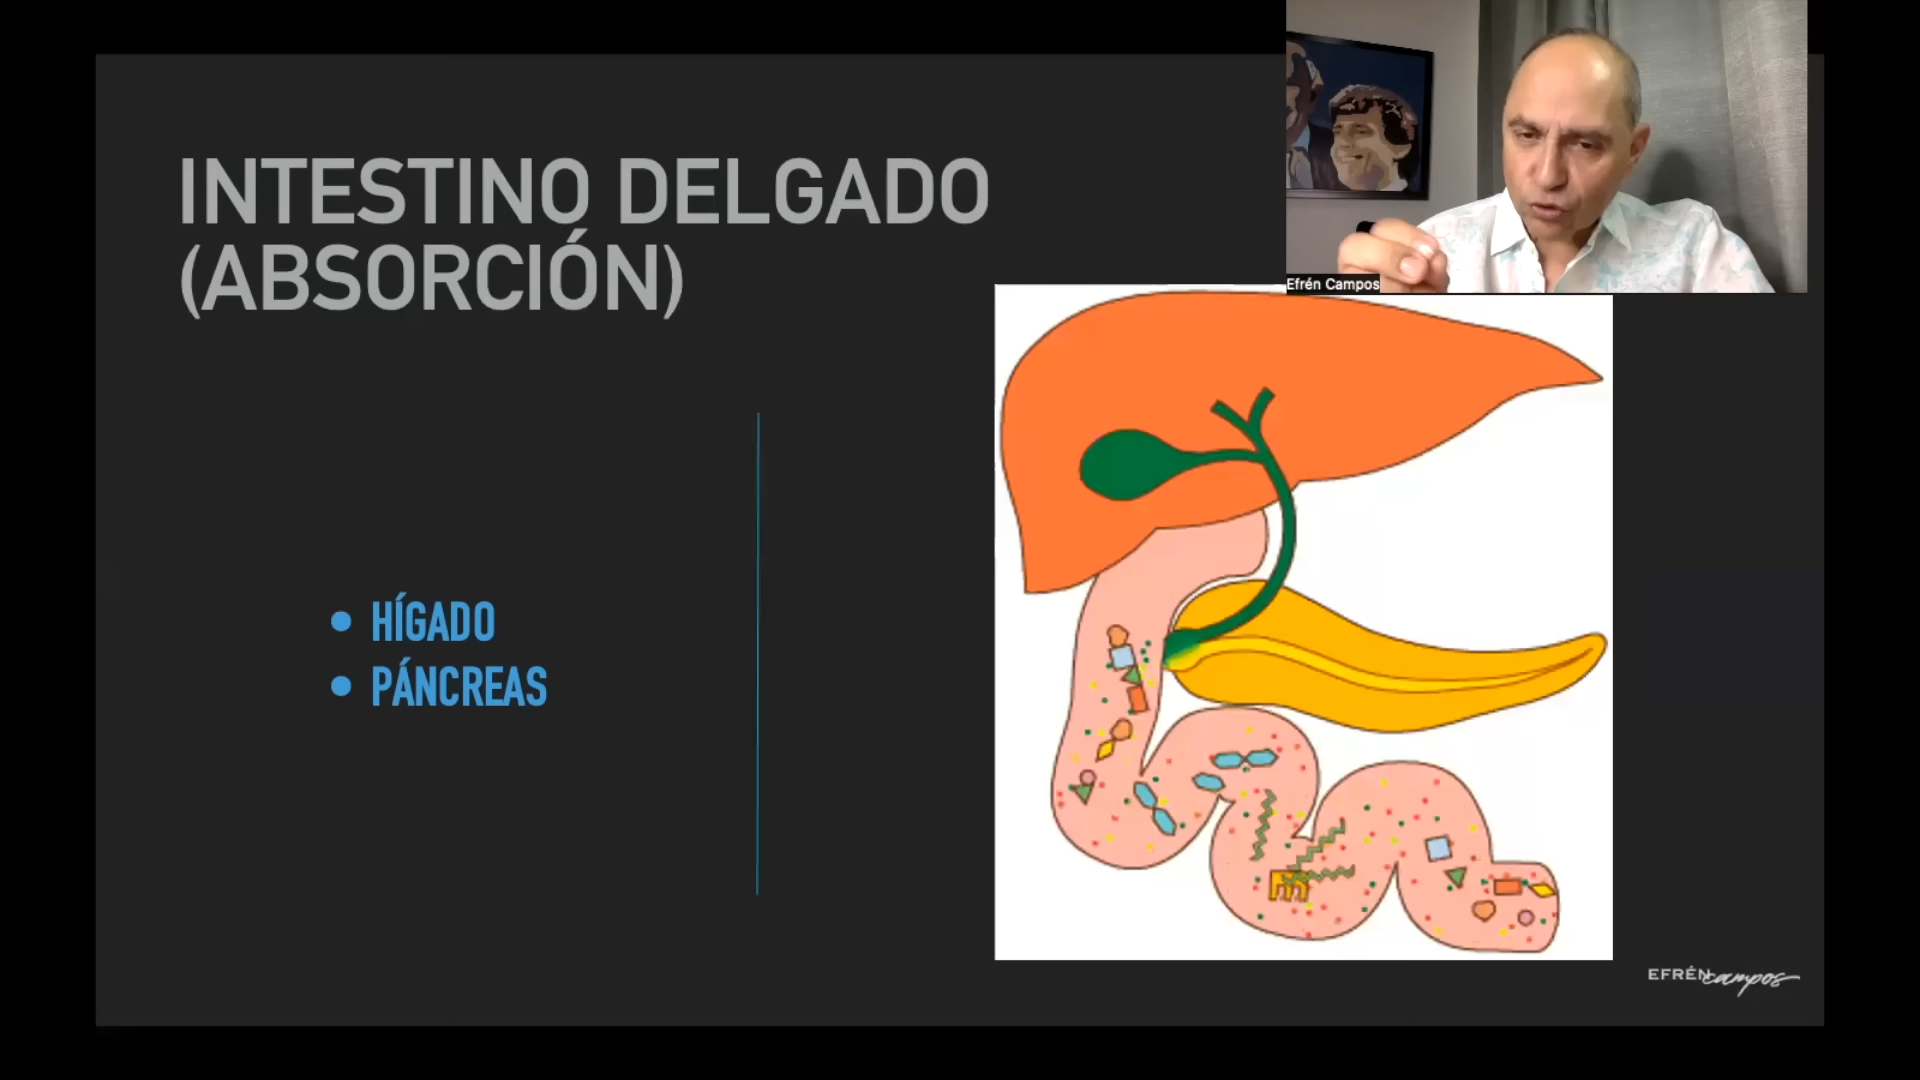 INTESTINO DELGADO
(ABSORCIÓN)
• HÍGADO
• PÁNCREAS
Efrén Campos
EFRÉN campos